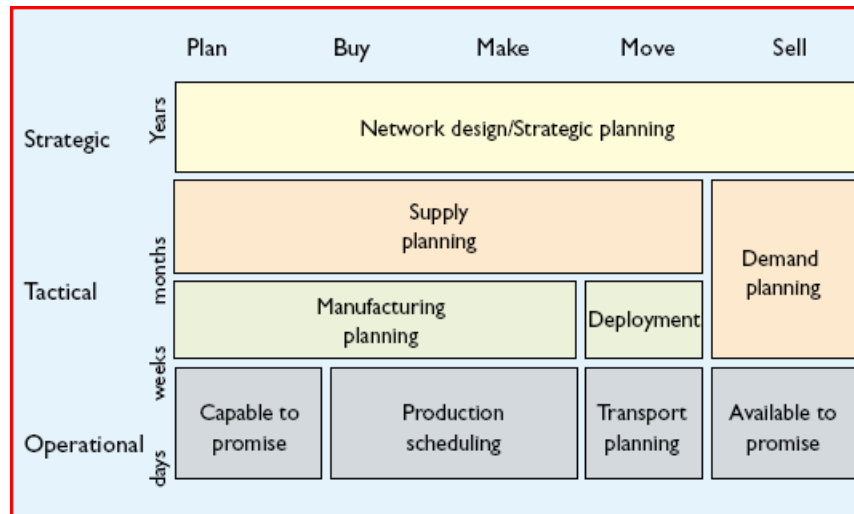 Plan Buy Make Move Sell
Years
Strategic
Network design/Strategic planning
Supply
planning
months
Demand
planning
Tactical
Manufacturing
planning
Deployment
weeks
Capable to
promise
Production
scheduling
Transport
planning
Available to
promise
Operational
days